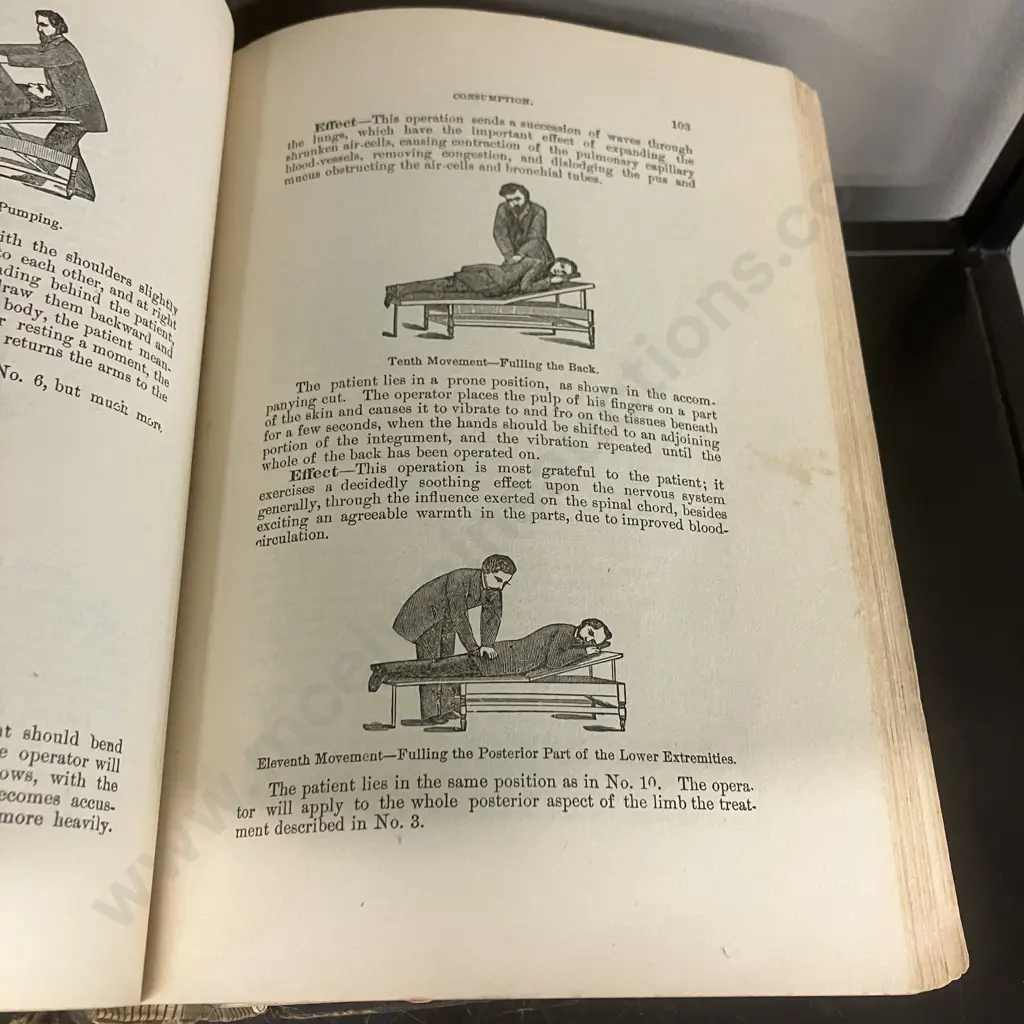 Pumping.
ith the shoulders slightly
to each other, and at right
nding behind the patient,
draw them backward and
body, the patient mean-
r resting a moment, the
returns the arms to the
No. 6, but much more
at should bend
e operator will
ows, with the
ecomes accus-
more heavily.
CONSUMPTION.
103
Effect—This operation sends a succession of waves through
the lungs, which have the important effect of expanding the
shrunken air-cells, causing contraction of the pulmonary capillary
blood-vessels, removing congestion, and dislodging the pus and
mucus obstructing the air-cells and bronchial tubes.
Tenth Movement—Fulling the Back.
The patient lies in a prone position, as shown in the accom-
panying cut. The operator places the pulp of his fingers on a part
of the skin and causes it to vibrate to and fro on the tissues beneath
for a few seconds, when the hands should be shifted to an adjoining
portion of the integument, and the vibration repeated until the
whole of the back has been operated on.
Effect—This operation is most grateful to the patient; it
exercises a decidedly soothing effect upon the nervous system
generally, through the influence exerted on the spinal chord, besides
exciting an agreeable warmth in the parts, due to improved blood-
circulation.
Eleventh Movement—Fulling the Posterior Part of the Lower Extremities.
The patient lies in the same position as in No. 10. The opera-
tor will apply to the whole posterior aspect of the limb the treat-
ment described in No. 3.